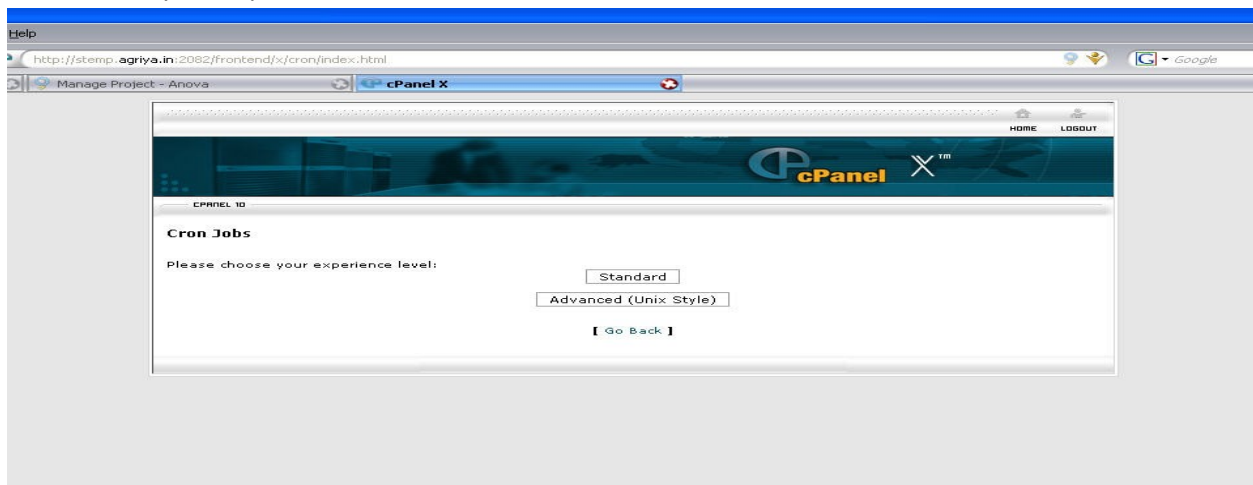 Help
http://stemp.agriya.in:2082/frontend/x/cron/index.html
G Google
Manage Project - Anova
cPanel X
HOME LOGOUT
cPanel X™
CPANEL 10
Cron Jobs
Please choose your experience level:
Standard
Advanced (Unix Style)
[ Go Back ]